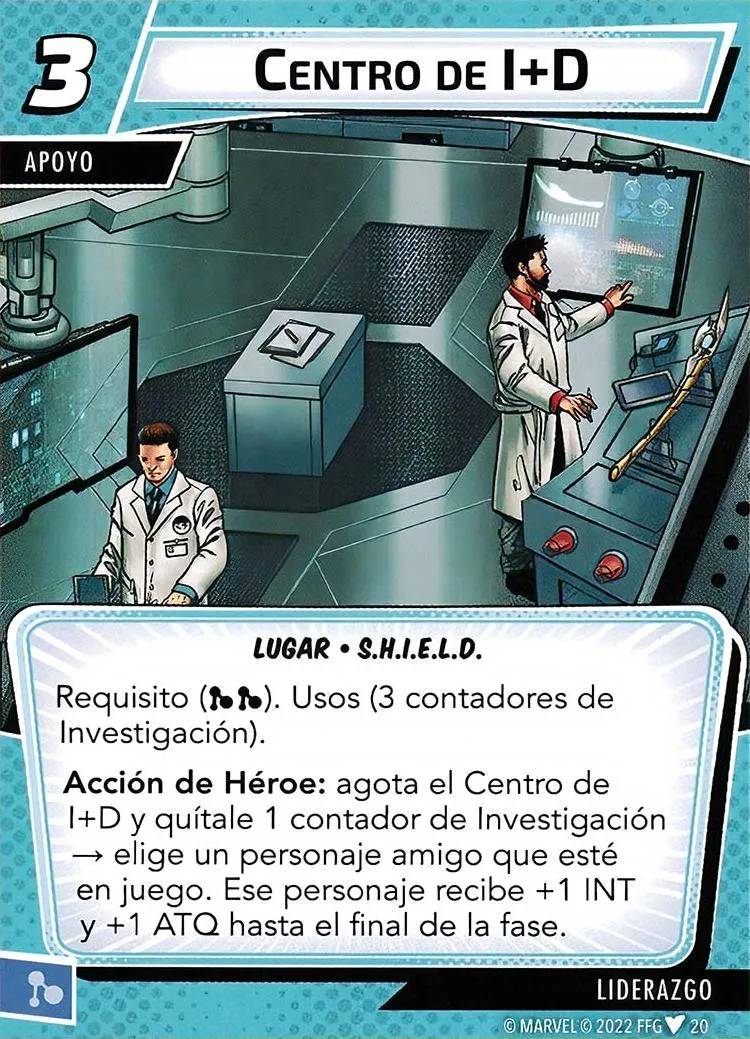 3
CENTRO DE I+D
APOYO
LUGAR • S.H.I.E.L.D.
Requisito ( ). Usos (3 contadores de
Investigación).
Acción de Héroe: agota el Centro de
I+D y quítale 1 contador de Investigación
→ elige un personaje amigo que esté
en juego. Ese personaje recibe +1 INT
y +1 ATQ hasta el final de la fase.
LIDERAZGO
© MARVEL © 2022 FFG 20